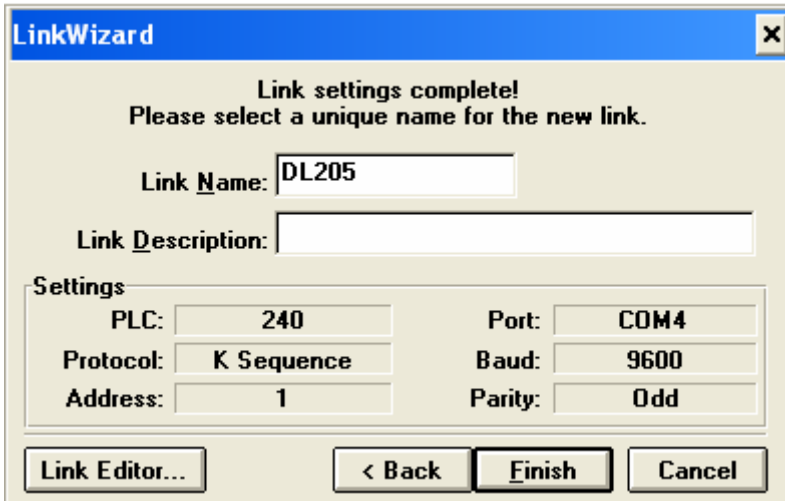 LinkWizard
Link settings complete!
Please select a unique name for the new link.
Link Name: DL205
Link Description:
Settings
PLC: 240 Port: COM4
Protocol: K Sequence Baud: 9600
Address: 1 Parity: Odd
Link Editor... < Back Finish Cancel